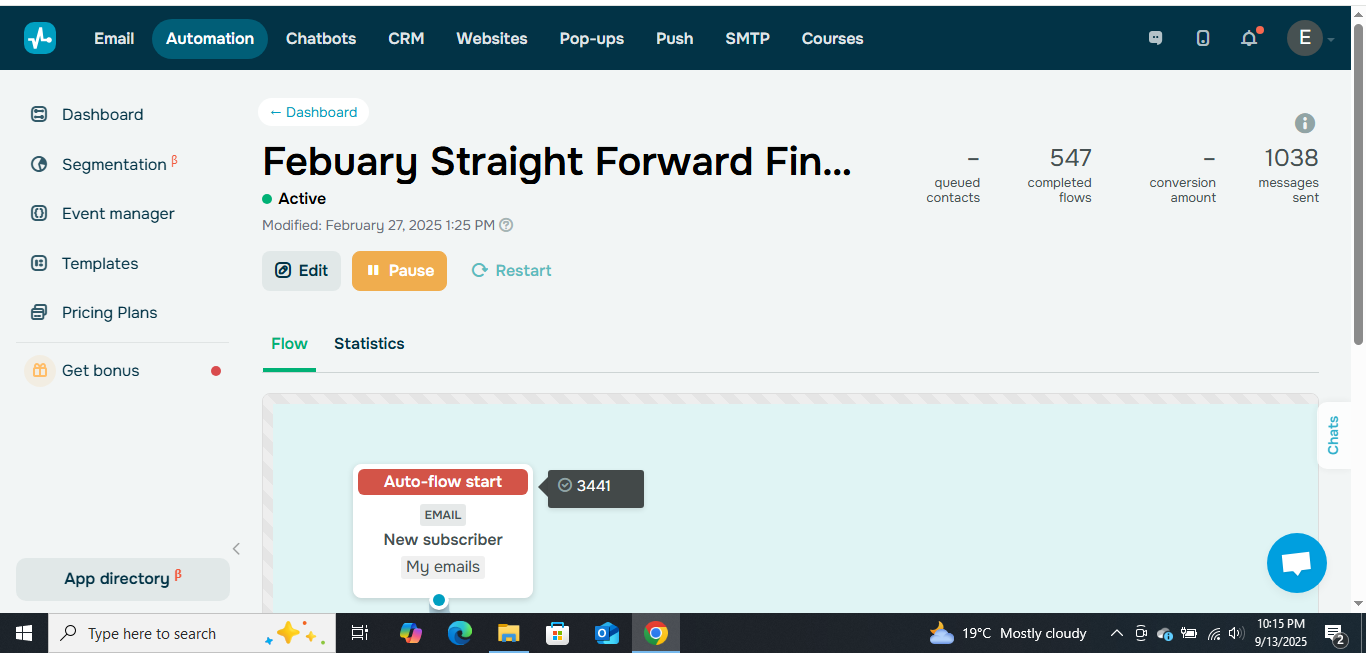 Email Automation Chatbots CRM Websites Pop-ups Push SMTP Courses E
Dashboard
Segmentation β
Event manager
Templates
Pricing Plans
Get bonus
App directory β
← Dashboard
Febuary Straight Forward Fin...
Active
Modified: February 27, 2025 1:25 PM ?
–
queued
contacts
547
completed
flows
–
conversion
amount
1038
messages
sent
Edit Pause Restart
Flow Statistics
Auto-flow start
3441
EMAIL
New subscriber
My emails
Chats
Type here to search
19°C Mostly cloudy
10:15 PM
9/13/2025
2